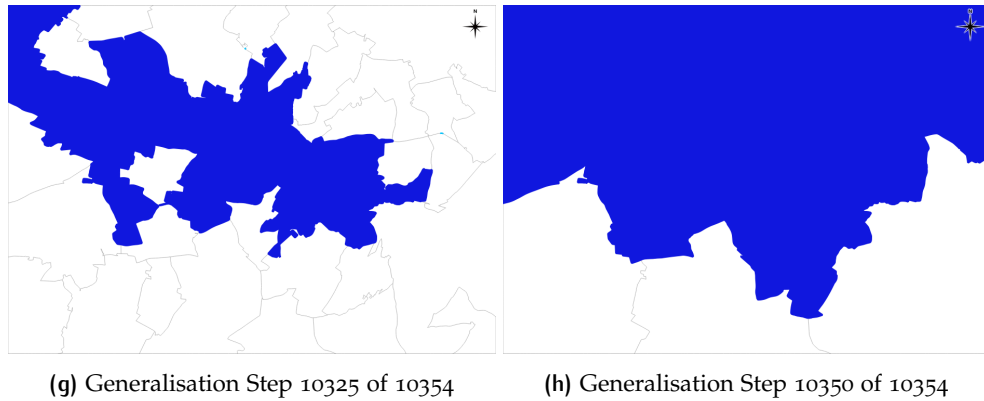 N
N
(g) Generalisation Step 10325 of 10354
(h) Generalisation Step 10350 of 10354